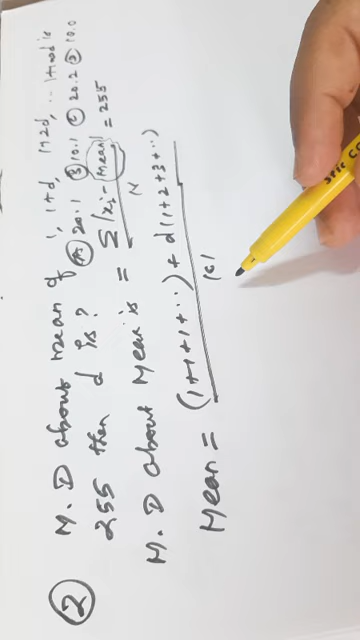 ② M.D about mean of 1, 1+d, 1+2d, .. 1+100d is
255 then d is? Ⓐ 20.1 Ⓑ 10.1 Ⓒ 20.2 Ⓓ 10.0
M.D about Mean is = Σ|xi - mean| / N = 255
Mean = (1+1+1+..) + d(1+2+3+..) / 101